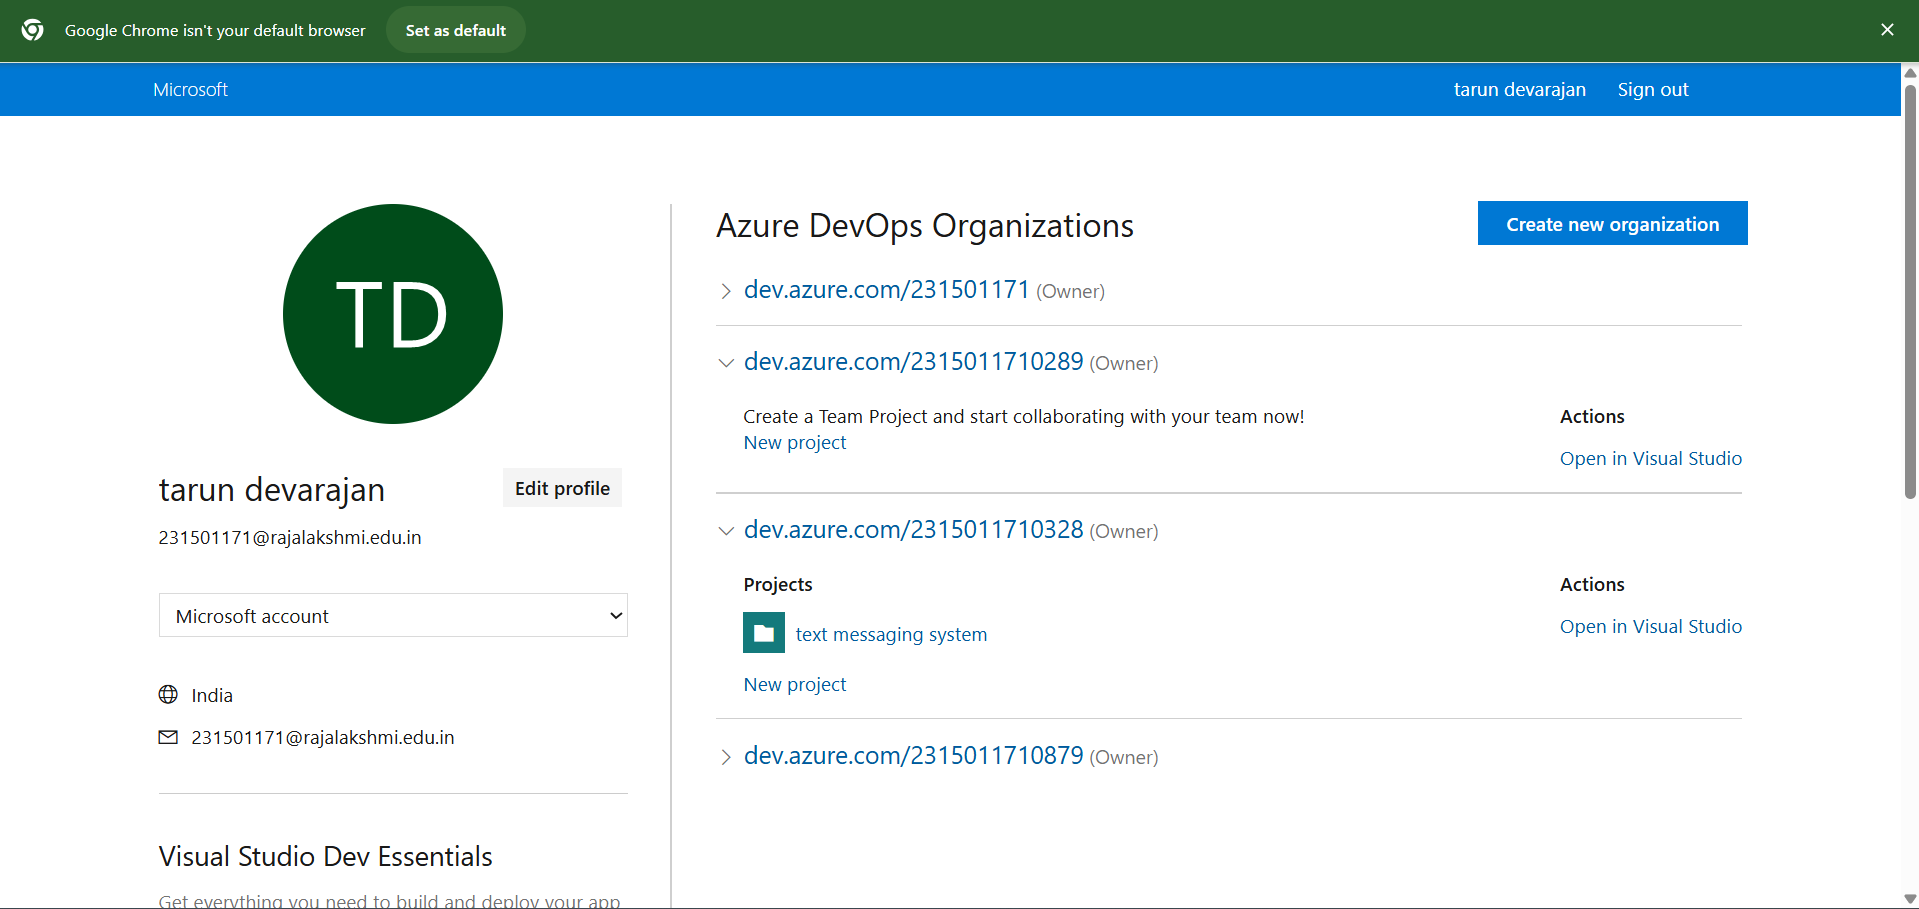 Google Chrome isn't your default browser Set as default
Microsoft tarun devarajan Sign out
TD
tarun devarajan Edit profile
231501171@rajalakshmi.edu.in
Microsoft account
India
231501171@rajalakshmi.edu.in
Visual Studio Dev Essentials
Get everything you need to build and deploy your app
Azure DevOps Organizations Create new organization
dev.azure.com/231501171 (Owner)
dev.azure.com/2315011710289 (Owner)
Create a Team Project and start collaborating with your team now!
New project
Actions
Open in Visual Studio
dev.azure.com/2315011710328 (Owner)
Projects
text messaging system
New project
Actions
Open in Visual Studio
dev.azure.com/2315011710879 (Owner)